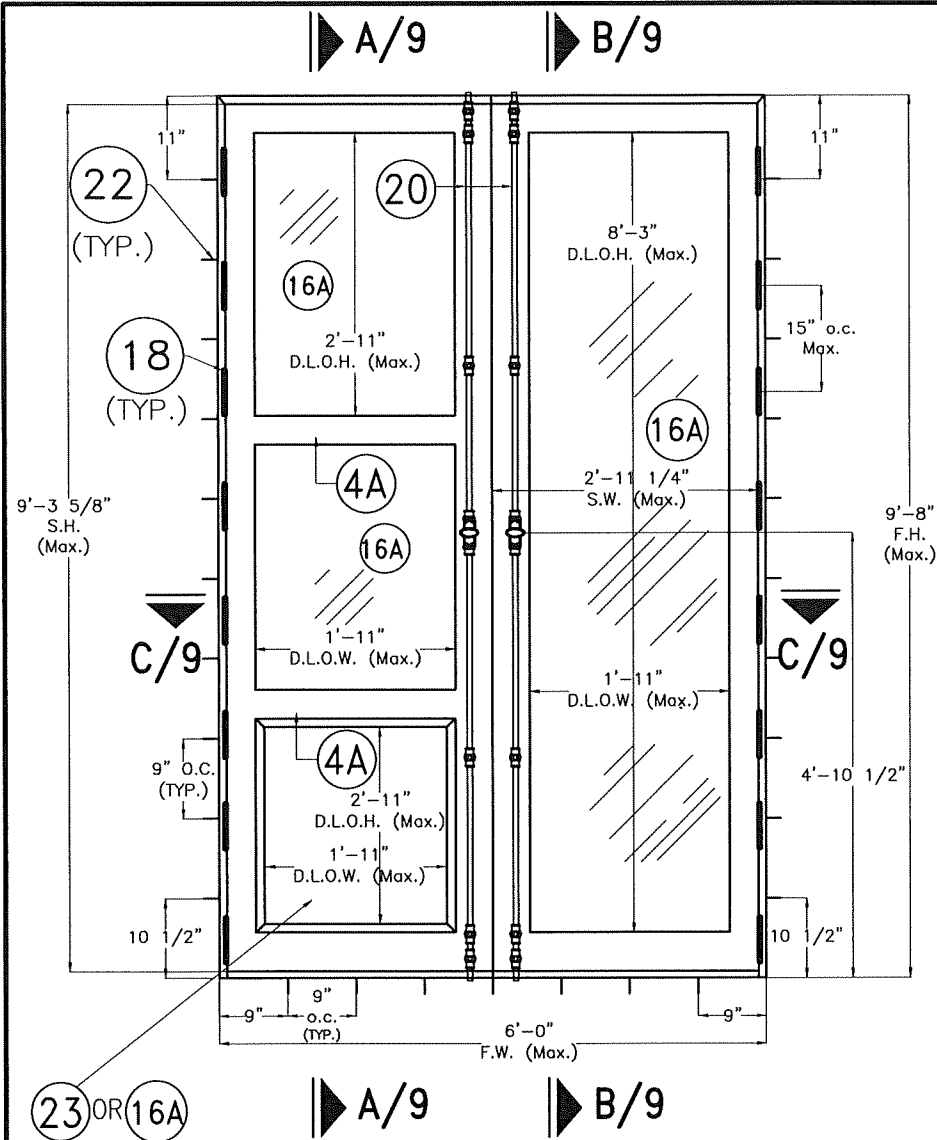 A/9
B/9
11"
11"
22
(TYP.)
20
8'-3"
D.L.O.H. (Max.)
16A
2'-11"
D.L.O.H. (Max.)
15" o.c.
Max.
18
(TYP.)
16A
4A
2'-11 1/4"
S.W. (Max.)
9'-3 5/8"
S.H.
(Max.)
9'-8"
F.H.
(Max.)
16A
C/9
C/9
1'-11"
D.L.O.W. (Max.)
1'-11"
D.L.O.W. (Max.)
9" O.C.
(TYP.)
4A
4'-10 1/2"
2'-11"
D.L.O.H. (Max.)
1'-11"
D.L.O.W. (Max.)
10 1/2"
10 1/2"
9"
9"
o.c.
(TYP.)
9"
6'-0"
F.W. (Max.)
23 OR 16A
A/9
B/9